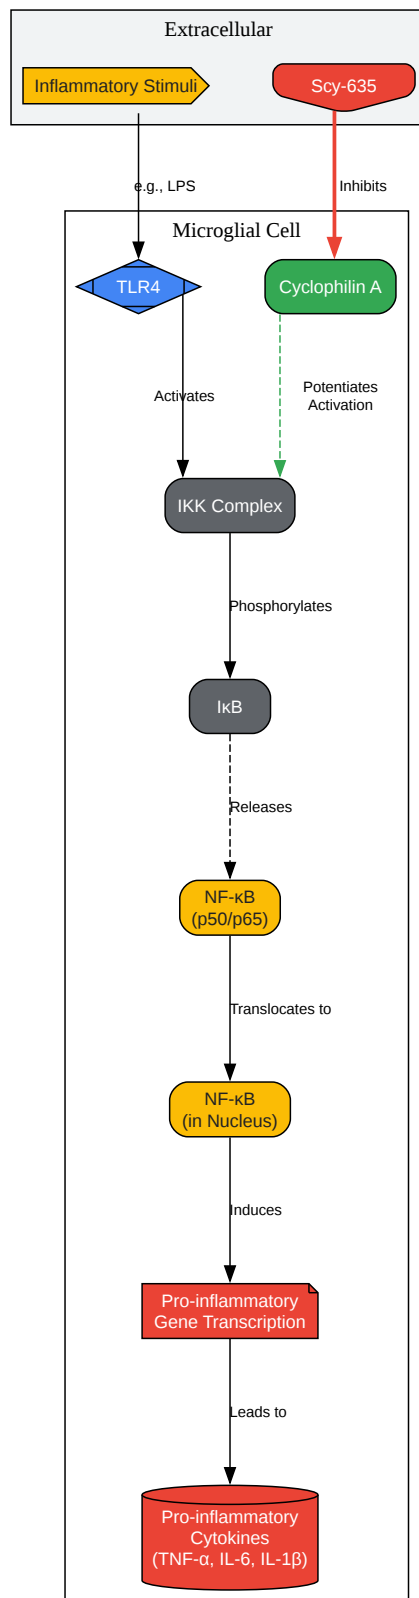 Extracellular
Inflammatory Stimuli
Scy-635
e.g., LPS
Inhibits
Microglial Cell
TLR4
Cyclophilin A
Activates
Potentiates
Activation
IKK Complex
Phosphorylates
IκB
Releases
NF-κB
(p50/p65)
Translocates to
NF-κB
(in Nucleus)
Induces
Pro-inflammatory
Gene Transcription
Leads to
Pro-inflammatory
Cytokines
(TNF-α, IL-6, IL-1β)